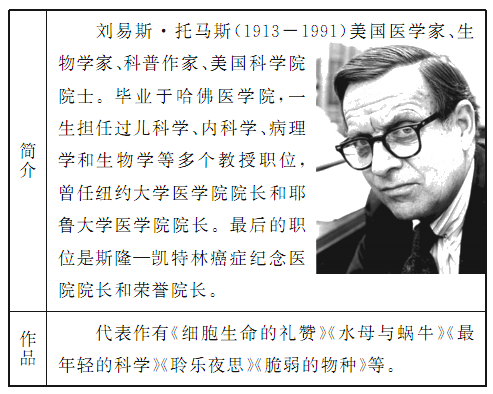 简介
刘易斯·托马斯(1913－1991)美国医学家、生
物学家、科普作家、美国科学院
院士。毕业于哈佛医学院,一
生担任过儿科学、内科学、病理
学和生物学等多个教授职位,
曾任纽约大学医学院院长和耶
鲁大学医学院院长。最后的职
位是斯隆—凯特林癌症纪念医
院院长和荣誉院长。
作品
代表作有《细胞生命的礼赞》《水母与蜗牛》《最
年轻的科学》《聆乐夜思》《脆弱的物种》等。